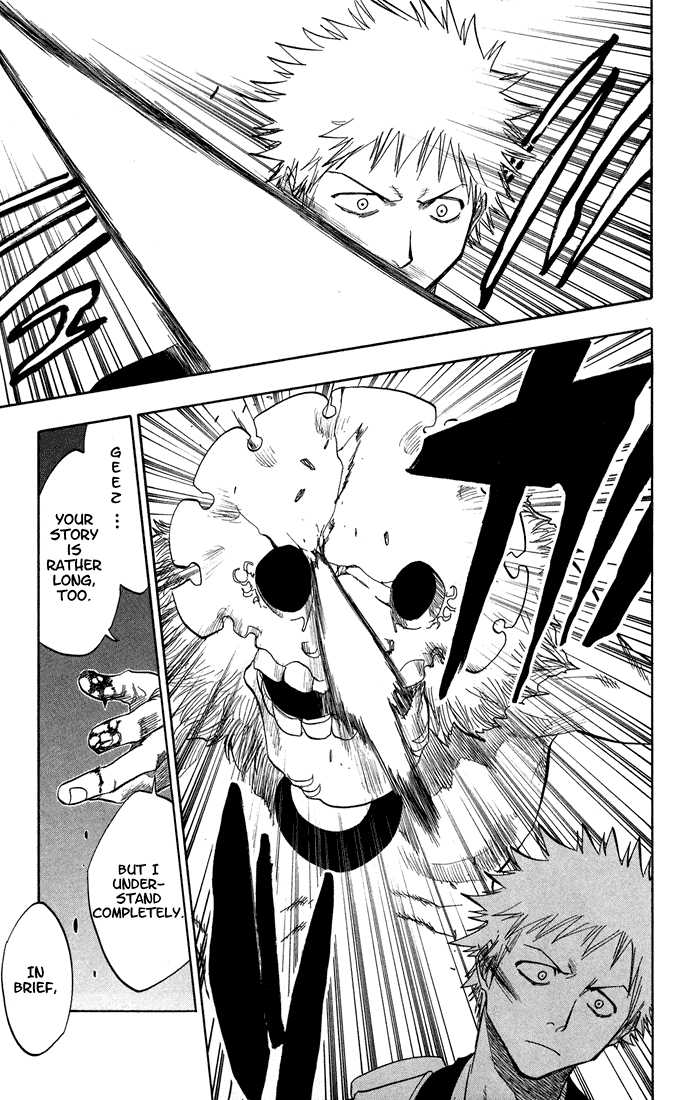 GEEZ...
YOUR
STORY
IS
RATHER
LONG,
TOO.
BUT I
UNDER-
STAND
COMPLETELY.
IN
BRIEF,